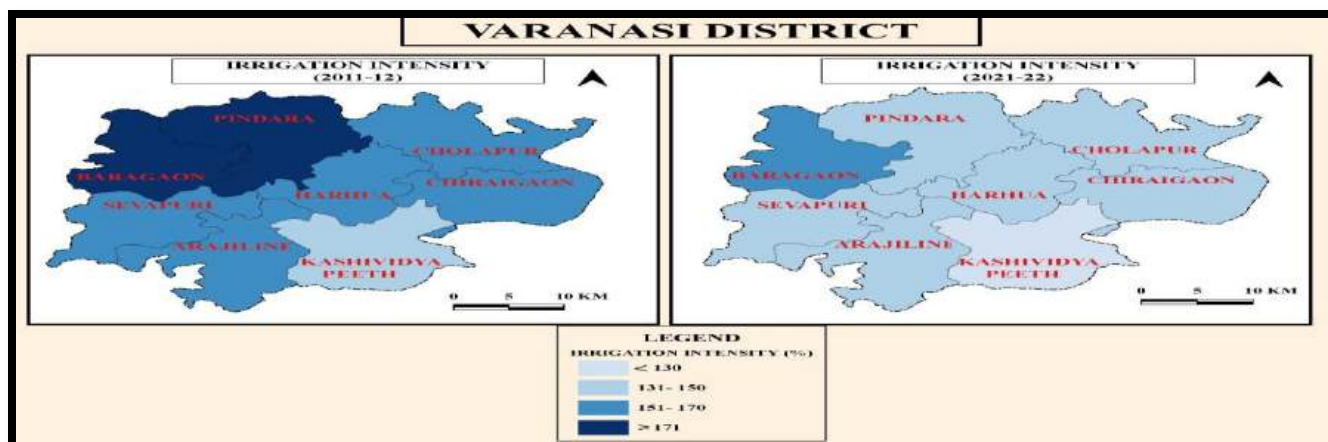 VARANASI DISTRICT
IRRIGATION INTENSITY
(2011-12)
PINDARA
CHOLAPUR
BARAGAON
CHIRAIGAON
HARHUA
SEVAPURI
ARAJILINE
KASHIVIDYA
PEETH
0 5 10 KM
IRRIGATION INTENSITY
(2021-22)
PINDARA
CHOLAPUR
BARAGAON
CHIRAIGAON
HARHUA
SEVAPURI
ARAJILINE
KASHIVIDYA
PEETH
0 5 10 KM
LEGEND
IRRIGATION INTENSITY (%)
< 130
131- 150
151- 170
≥ 171